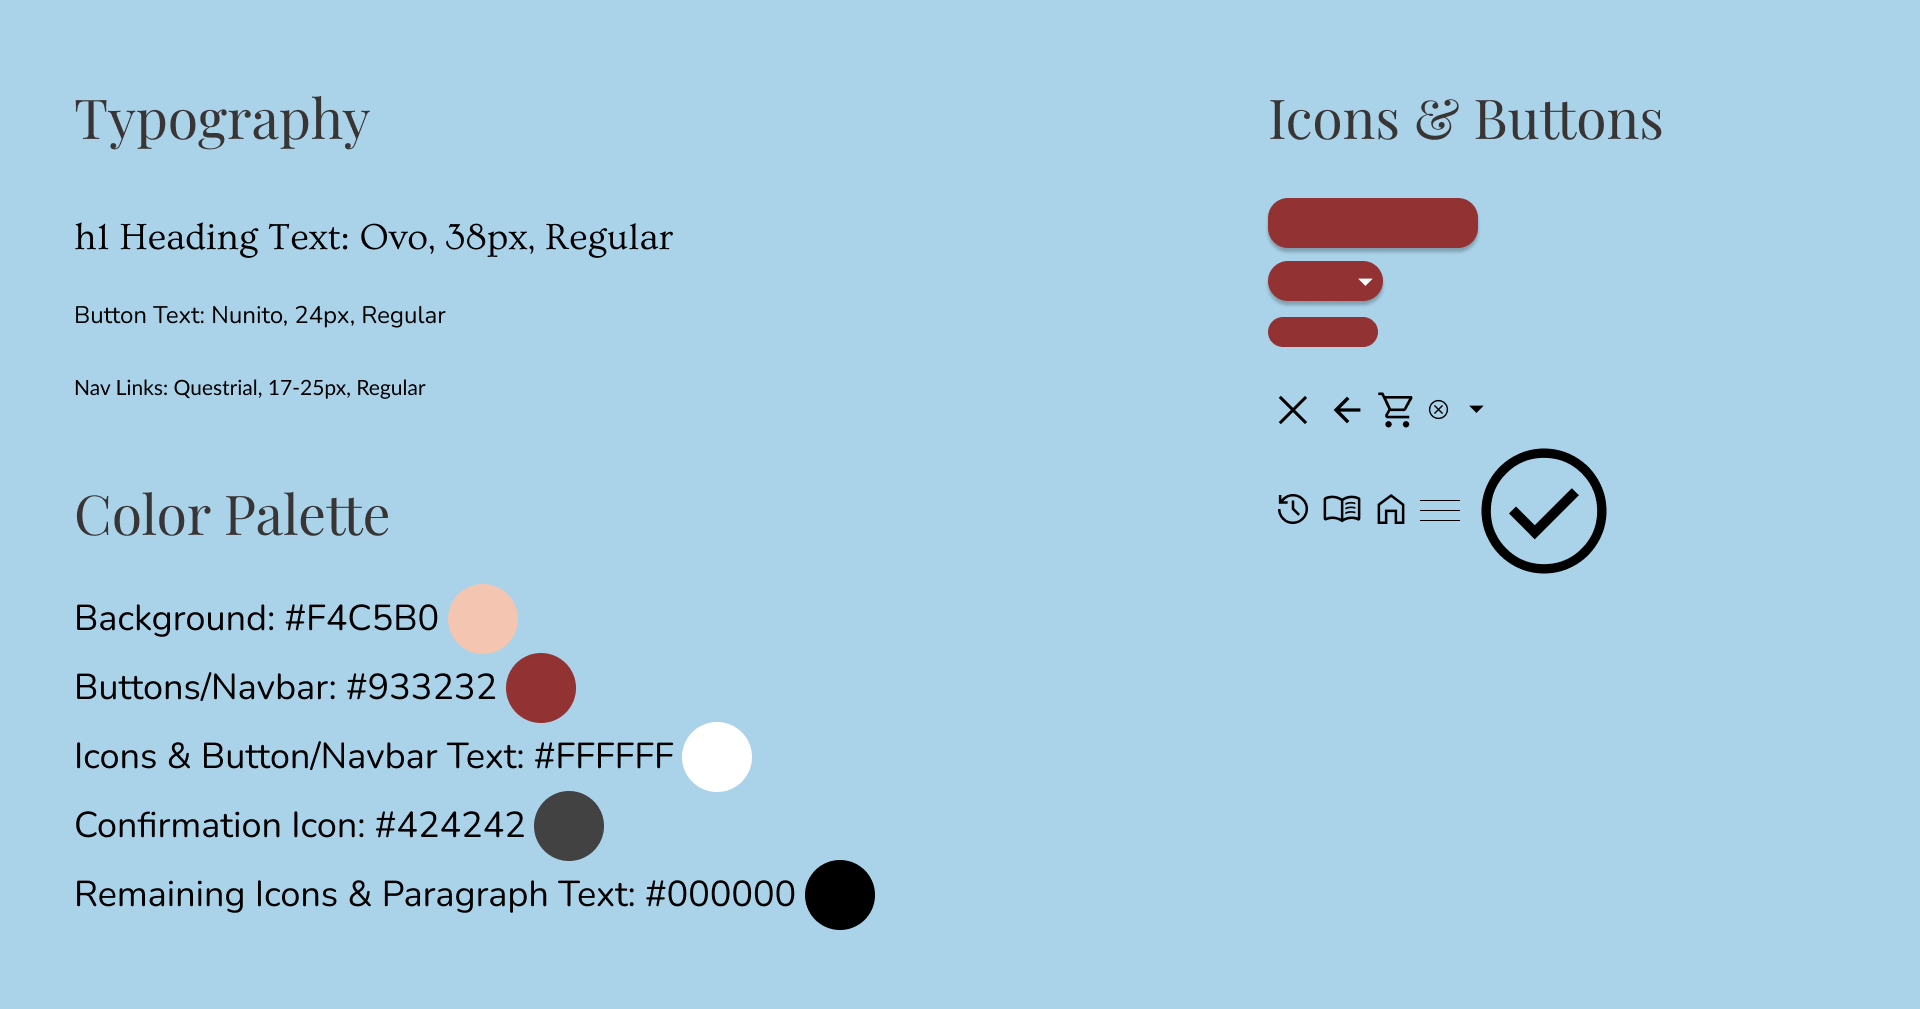 Typography
h1 Heading Text: Ovo, 38px, Regular
Button Text: Nunito, 24px, Regular
Nav Links: Questrial, 17-25px, Regular
Color Palette
Background: #F4C5B0
Buttons/Navbar: #933232
Icons & Button/Navbar Text: #FFFFFF
Confirmation Icon: #424242
Remaining Icons & Paragraph Text: #000000
Icons & Buttons